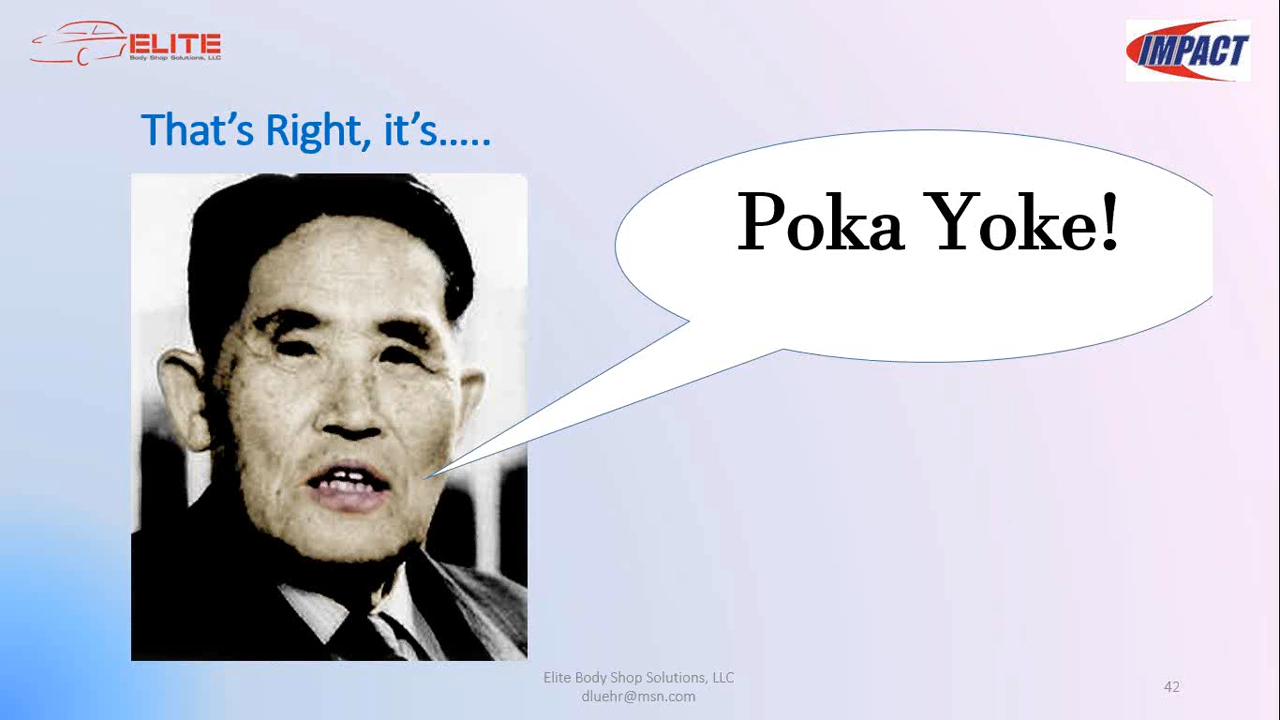 ELITE
Body Shop Solutions, LLC
IMPACT
That’s Right, it’s…..
Poka Yoke!
Elite Body Shop Solutions, LLC
dluehr@msn.com
42